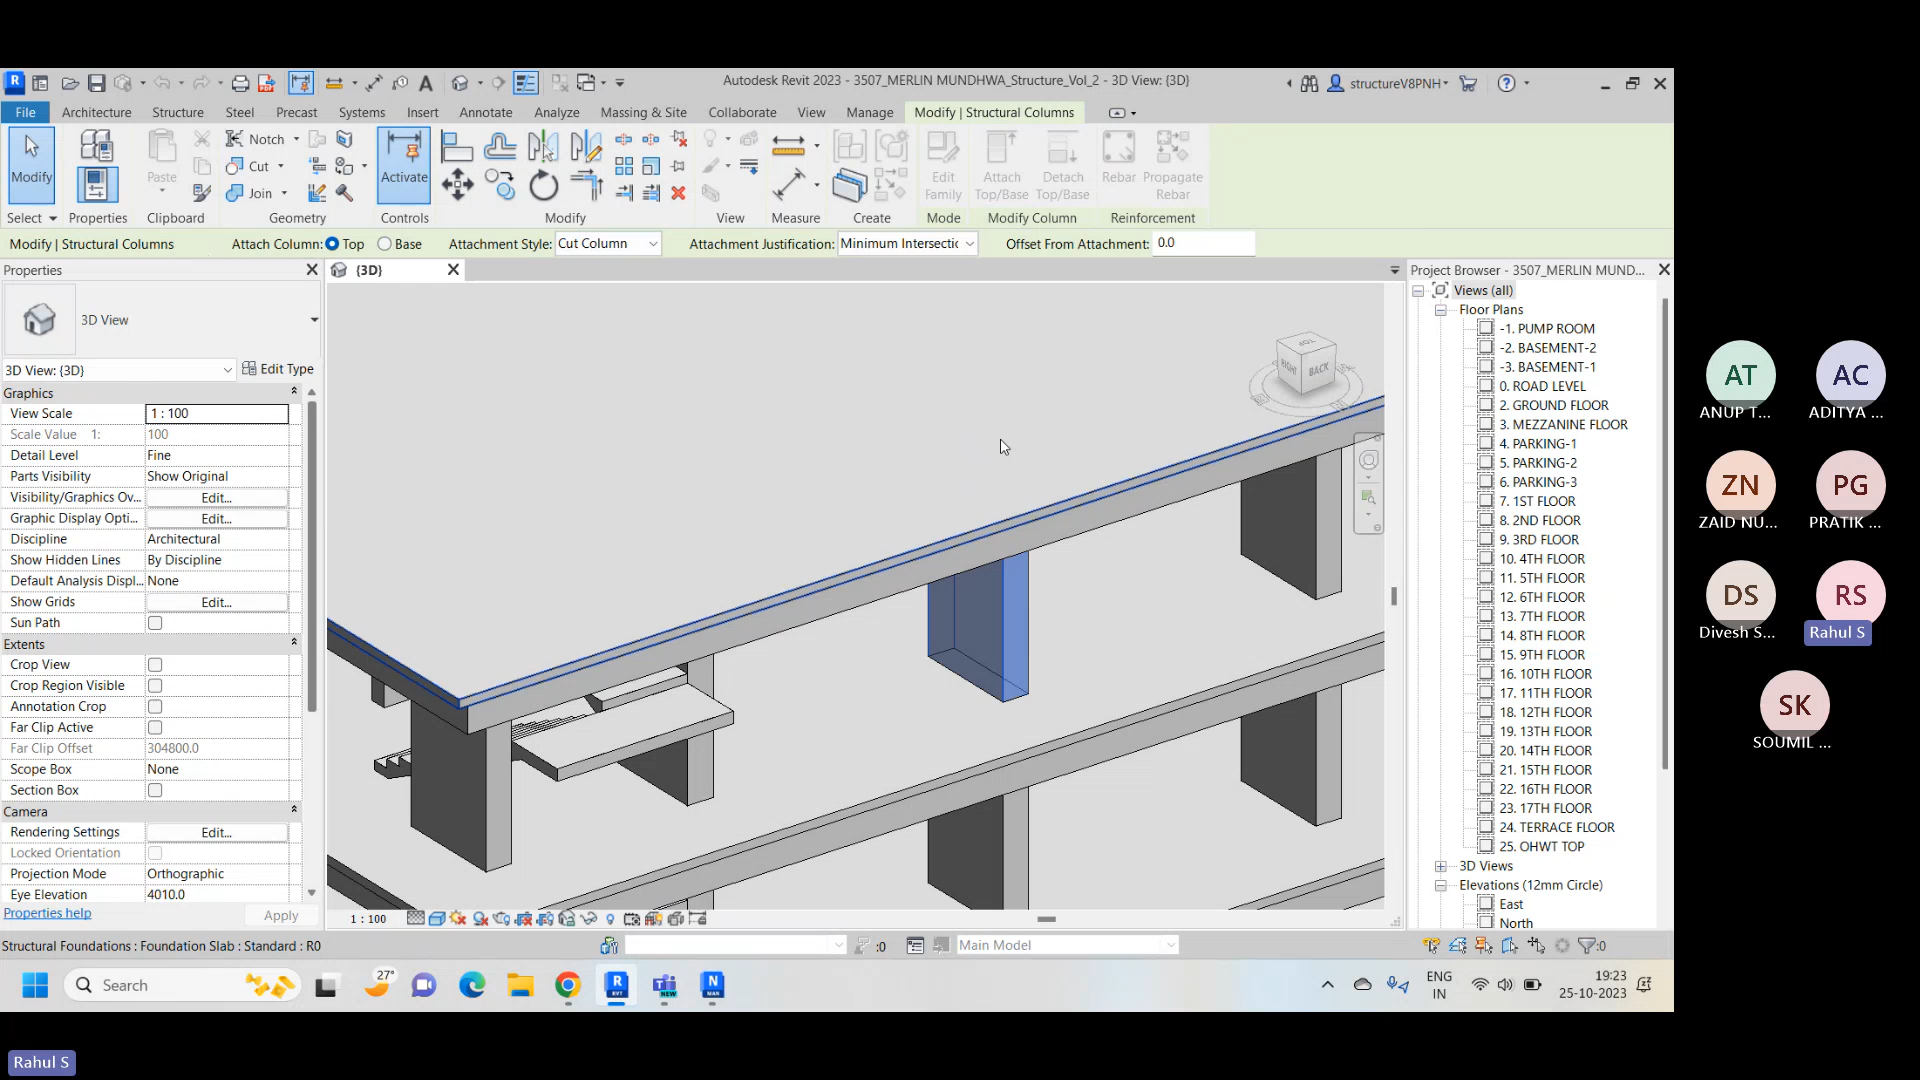 Autodesk Revit 2023 - 3507_MERLIN MUNDHWA_Structure_Vol_2 - 3D View: {3D}
structureV8PNH
File Architecture Structure Steel Precast Systems Insert Annotate Analyze Massing & Site Collaborate View Manage Modify | Structural Columns
Modify
Paste
Notch
Cut
Join
Activate
Edit Family
Attach Top/Base
Detach Top/Base
Rebar
Propagate Rebar
Select Properties Clipboard Geometry Controls Modify View Measure Create Mode Modify Column Reinforcement
Modify | Structural Columns Attach Column: Top Base Attachment Style: Cut Column Attachment Justification: Minimum Intersectic Offset From Attachment: 0.0
Properties
{3D}
Project Browser - 3507_MERLIN MUND...
3D View
3D View: {3D} Edit Type
Graphics
View Scale 1 : 100
Scale Value 1: 100
Detail Level Fine
Parts Visibility Show Original
Visibility/Graphics Ov... Edit...
Graphic Display Opti... Edit...
Discipline Architectural
Show Hidden Lines By Discipline
Default Analysis Displ... None
Show Grids Edit...
Sun Path
Extents
Crop View
Crop Region Visible
Annotation Crop
Far Clip Active
Far Clip Offset 304800.0
Scope Box None
Section Box
Camera
Rendering Settings Edit...
Locked Orientation
Projection Mode Orthographic
Eye Elevation 4010.0
Properties help Apply
TOP
RIGHT
BACK
1 : 100
Views (all)
Floor Plans
-1. PUMP ROOM
-2. BASEMENT-2
-3. BASEMENT-1
0. ROAD LEVEL
2. GROUND FLOOR
3. MEZZANINE FLOOR
4. PARKING-1
5. PARKING-2
6. PARKING-3
7. 1ST FLOOR
8. 2ND FLOOR
9. 3RD FLOOR
10. 4TH FLOOR
11. 5TH FLOOR
12. 6TH FLOOR
13. 7TH FLOOR
14. 8TH FLOOR
15. 9TH FLOOR
16. 10TH FLOOR
17. 11TH FLOOR
18. 12TH FLOOR
19. 13TH FLOOR
20. 14TH FLOOR
21. 15TH FLOOR
22. 16TH FLOOR
23. 17TH FLOOR
24. TERRACE FLOOR
25. OHWT TOP
3D Views
Elevations (12mm Circle)
East
North
Structural Foundations : Foundation Slab : Standard : R0
:0
Main Model
:0
Search
27°
ENG
IN
19:23
25-10-2023
AT
ANUP T...
AC
ADITYA ...
ZN
ZAID NU...
PG
PRATIK ...
DS
Divesh S...
RS
Rahul S
SK
SOUMIL ...
Rahul S